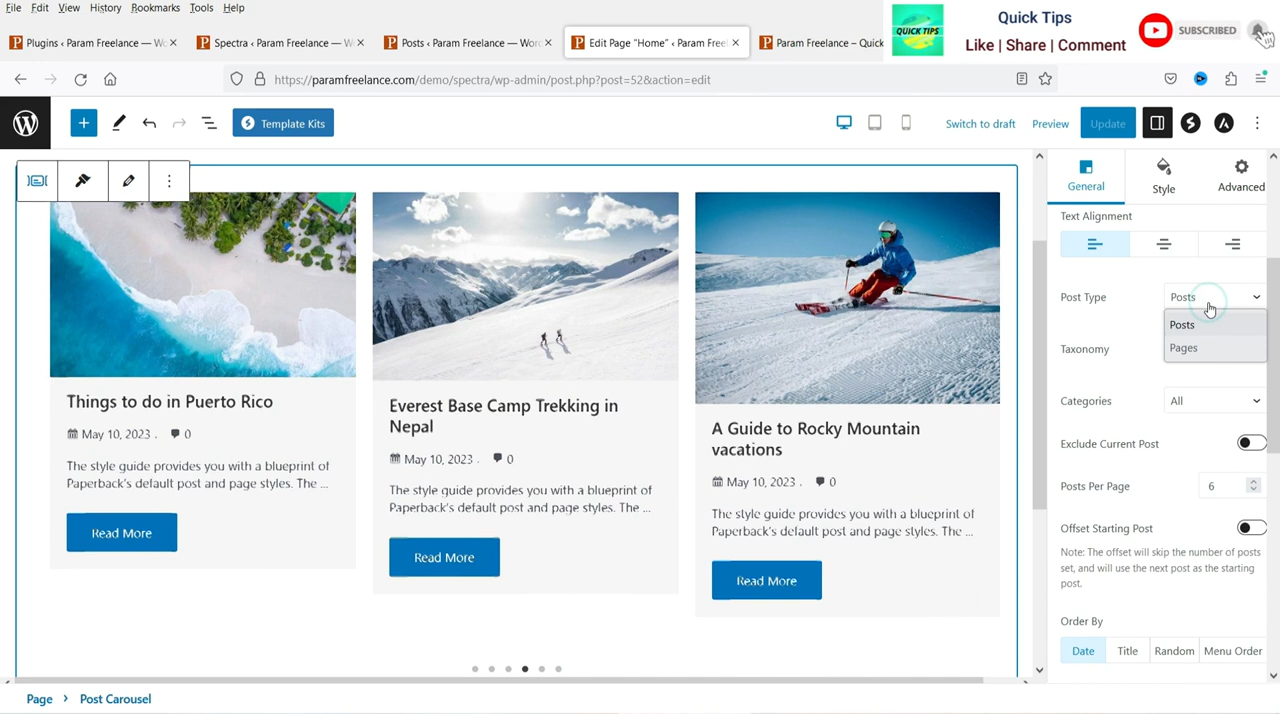 File Edit View History Bookmarks Tools Help
Quick Tips
Like | Share | Comment
QUICK TIPS
SUBSCRIBED
Plugins ‹ Param Freelance — Wo
Spectra ‹ Param Freelance — W
Posts ‹ Param Freelance — Wor
Edit Page "Home" ‹ Param Freel
Param Freelance – Quick
https://paramfreelance.com/demo/spectra/wp-admin/post.php?post=52&action=edit
Template Kits
Switch to draft
Preview
Update
General
Style
Advanced
Text Alignment
Post Type
Posts
Posts
Pages
Taxonomy
Categories
All
Exclude Current Post
Posts Per Page
6
Offset Starting Post
Note: The offset will skip the number of posts
set, and will use the next post as the starting
post.
Order By
Date Title Random Menu Order
Things to do in Puerto Rico
May 10, 2023 . 0
The style guide provides you with a blueprint of
Paperback's default post and page styles. The ...
Read More
Everest Base Camp Trekking in
Nepal
May 10, 2023 . 0
The style guide provides you with a blueprint of
Paperback's default post and page styles. The ...
Read More
A Guide to Rocky Mountain
vacations
May 10, 2023 . 0
The style guide provides you with a blueprint of
Paperback's default post and page styles. The ...
Read More
Page › Post Carousel